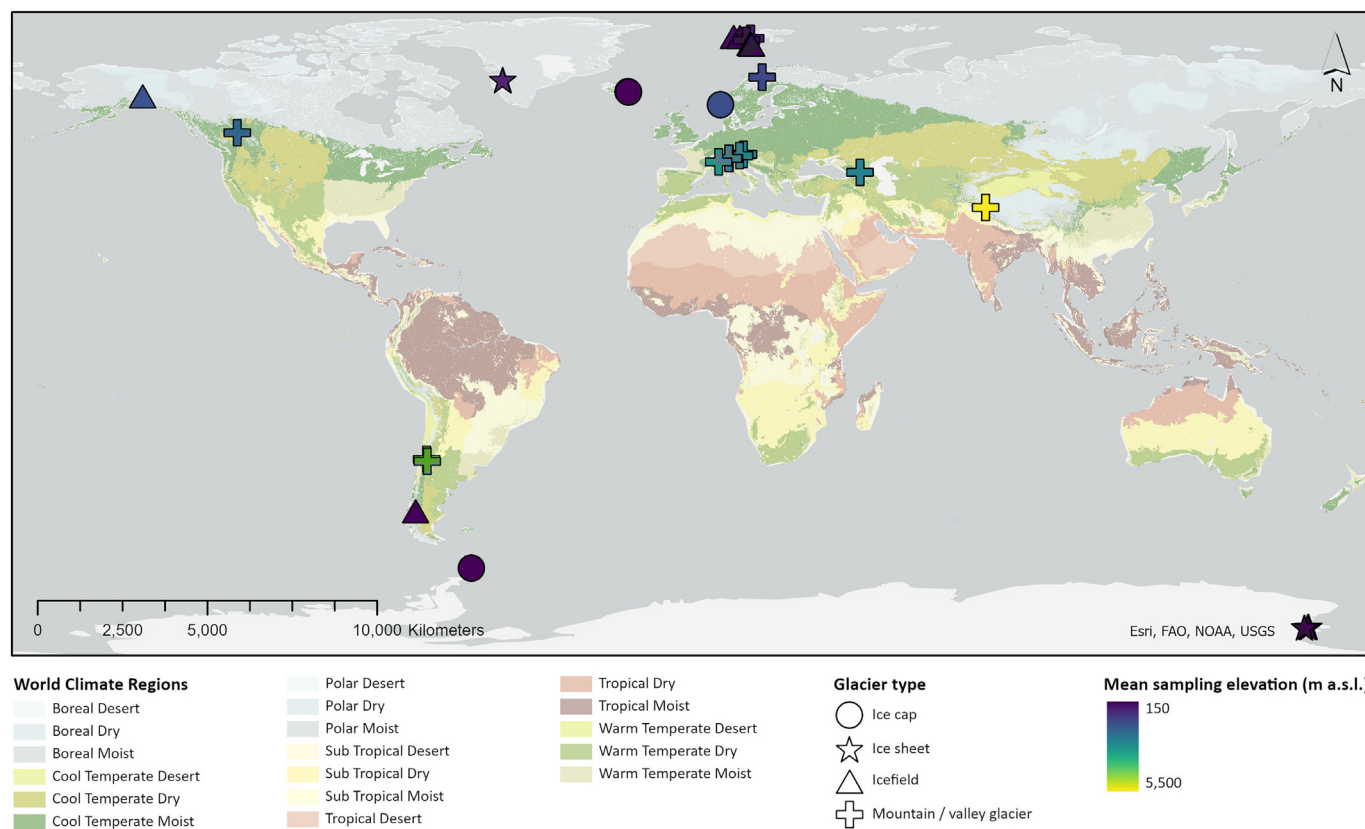 N
0 2,500 5,000 10,000 Kilometers
Esri, FAO, NOAA, USGS
World Climate Regions
Boreal Desert
Boreal Dry
Boreal Moist
Cool Temperate Desert
Cool Temperate Dry
Cool Temperate Moist
Polar Desert
Polar Dry
Polar Moist
Sub Tropical Desert
Sub Tropical Dry
Sub Tropical Moist
Tropical Desert
Tropical Dry
Tropical Moist
Warm Temperate Desert
Warm Temperate Dry
Warm Temperate Moist
Glacier type
Ice cap
Ice sheet
Icefield
Mountain / valley glacier
Mean sampling elevation (m a.s.l.)
150
5,500